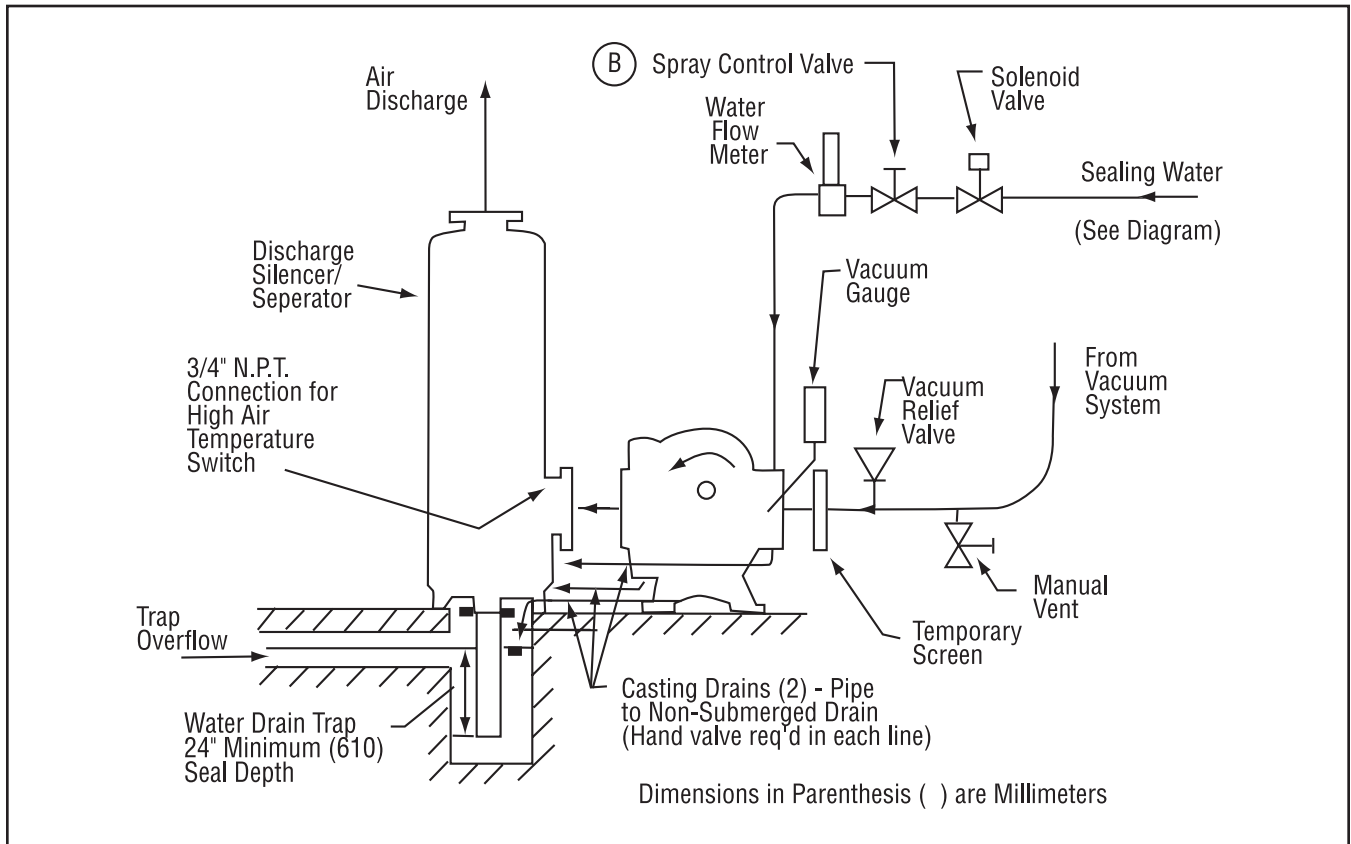 Air
Discharge
B
Spray Control Valve
Solenoid
Valve
Water
Flow
Meter
Sealing Water
(See Diagram)
Discharge
Silencer/
Seperator
Vacuum
Gauge
3/4" N.P.T.
Connection for
High Air
Temperature
Switch
Vacuum
Relief
Valve
From
Vacuum
System
Manual
Vent
Temporary
Screen
Trap
Overflow
Water Drain Trap
24" Minimum (610)
Seal Depth
Casting Drains (2) - Pipe
to Non-Submerged Drain
(Hand valve req'd in each line)
Dimensions in Parenthesis ( ) are Millimeters